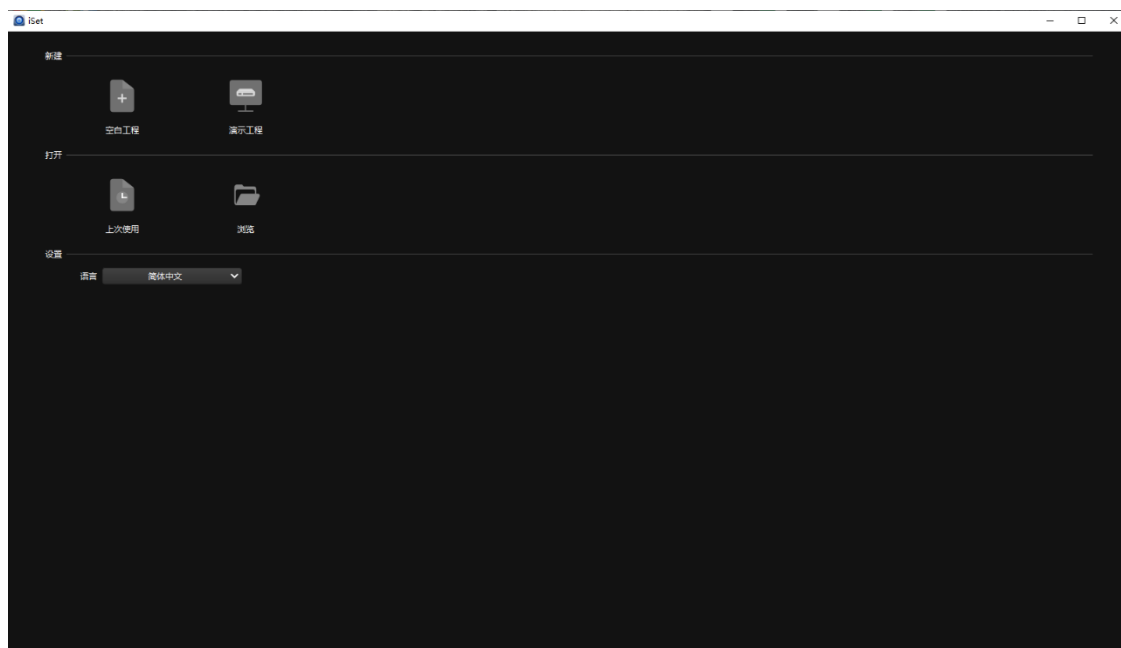 iSet
新建
空白工程 演示工程
打开
上次使用 浏览
设置
语言 简体中文